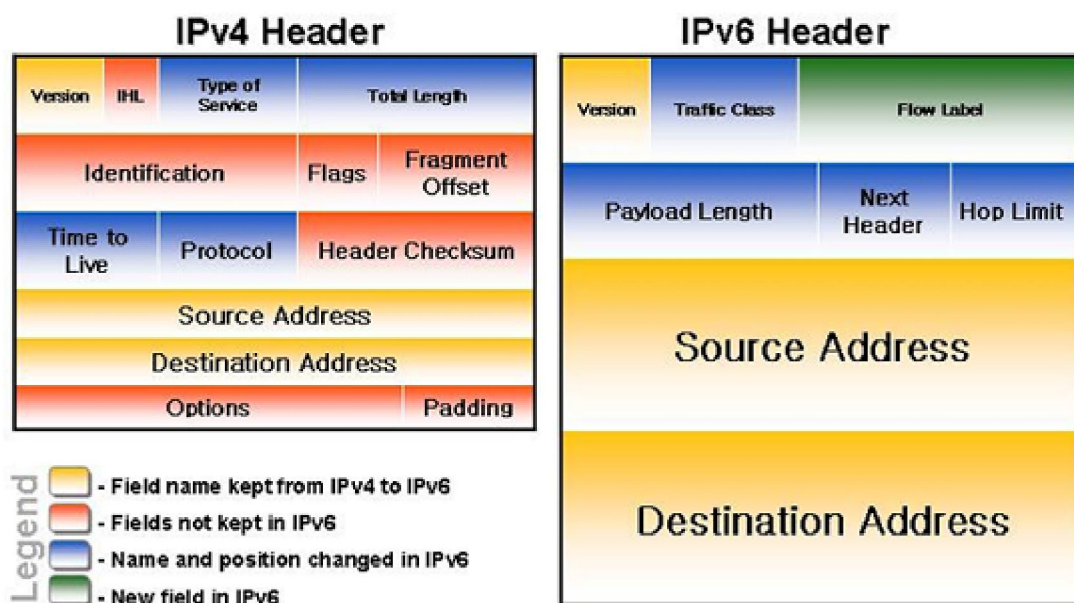 IPv4 Header
IPv6 Header
Version IHL Type of Service Total Length
Identification Flags Fragment Offset
Time to Live Protocol Header Checksum
Source Address
Destination Address
Options Padding
Version Traffic Class Flow Label
Payload Length Next Header Hop Limit
Source Address
Destination Address
Legend
- Field name kept from IPv4 to IPv6
- Fields not kept in IPv6
- Name and position changed in IPv6
- New field in IPv6